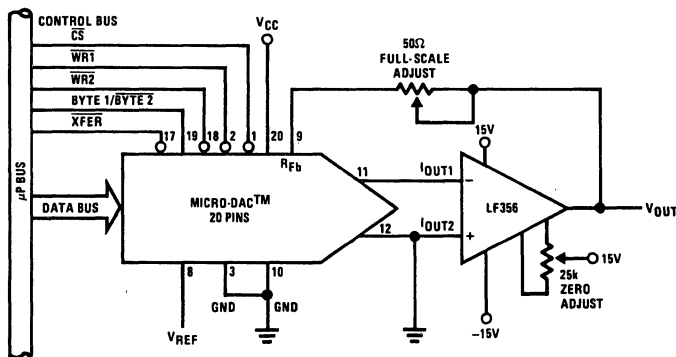 CONTROL BUS
CS
WR1
WR2
BYTE 1/BYTE 2
XFER
VCC
50Ω
FULL-SCALE
ADJUST
17 19 18 2 1 20 9
RFb
15V
μP BUS
DATA BUS
MICRO-DAC™
20 PINS
11 IOUT1
12 IOUT2
−
+
LF356
VOUT
15V
25k
ZERO
ADJUST
8 3 10
GND GND
VREF
−15V